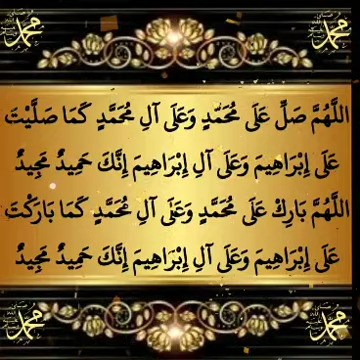 اللَّهُمَّ صَلِّ عَلَى مُحَمَّدٍ وَعَلَى آلِ مُحَمَّدٍ كَمَا صَلَّيْتَ
عَلَى إِبْرَاهِيمَ وَعَلَى آلِ إِبْرَاهِيمَ إِنَّكَ حَمِيدٌ مَجِيدٌ
اللَّهُمَّ بَارِكْ عَلَى مُحَمَّدٍ وَعَلَى آلِ مُحَمَّدٍ كَمَا بَارَكْتَ
عَلَى إِبْرَاهِيمَ وَعَلَى آلِ إِبْرَاهِيمَ إِنَّكَ حَمِيدٌ مَجِيدٌ